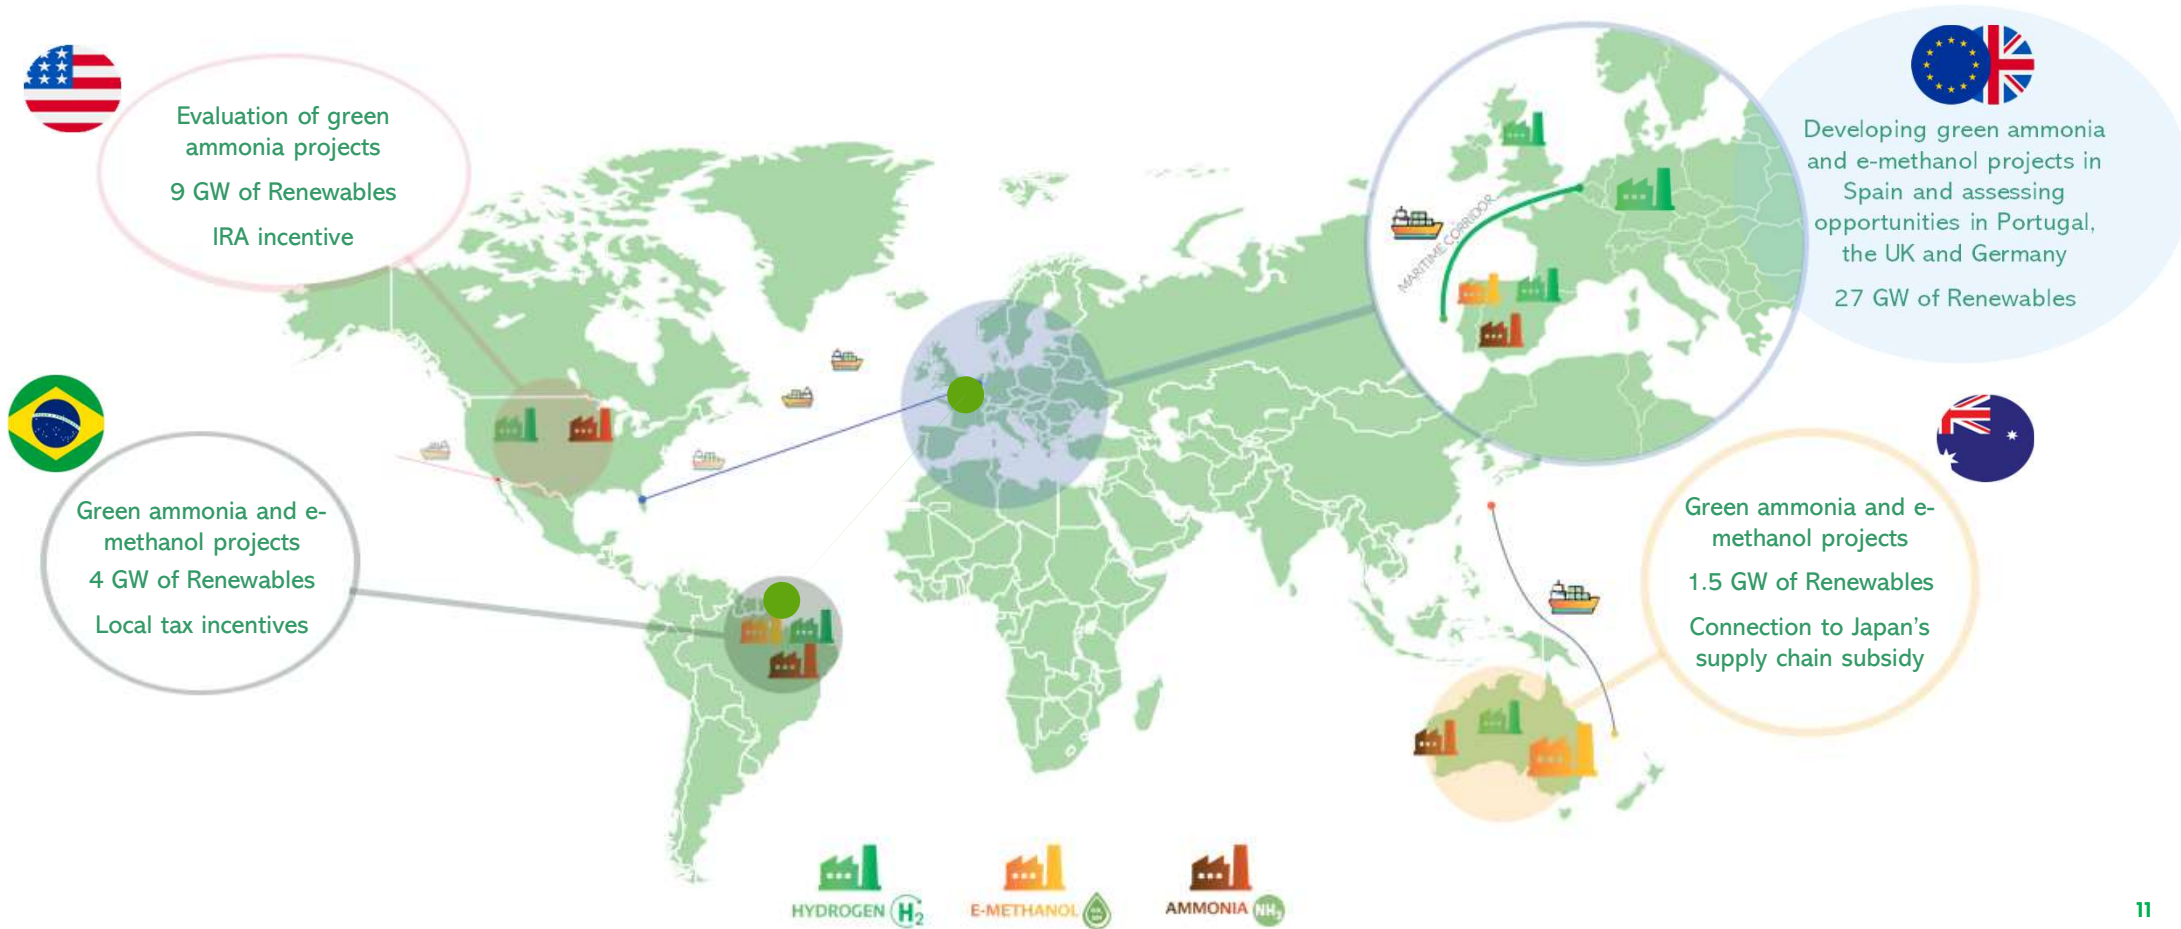 Evaluation of green
ammonia projects
9 GW of Renewables
IRA incentive
Developing green ammonia
and e-methanol projects in
Spain and assessing
opportunities in Portugal,
the UK and Germany
27 GW of Renewables
MARITIME CORRIDOR
Green ammonia and e-
methanol projects
4 GW of Renewables
Local tax incentives
Green ammonia and e-
methanol projects
1.5 GW of Renewables
Connection to Japan's
supply chain subsidy
HYDROGEN H2
E-METHANOL
AMMONIA NH3
11